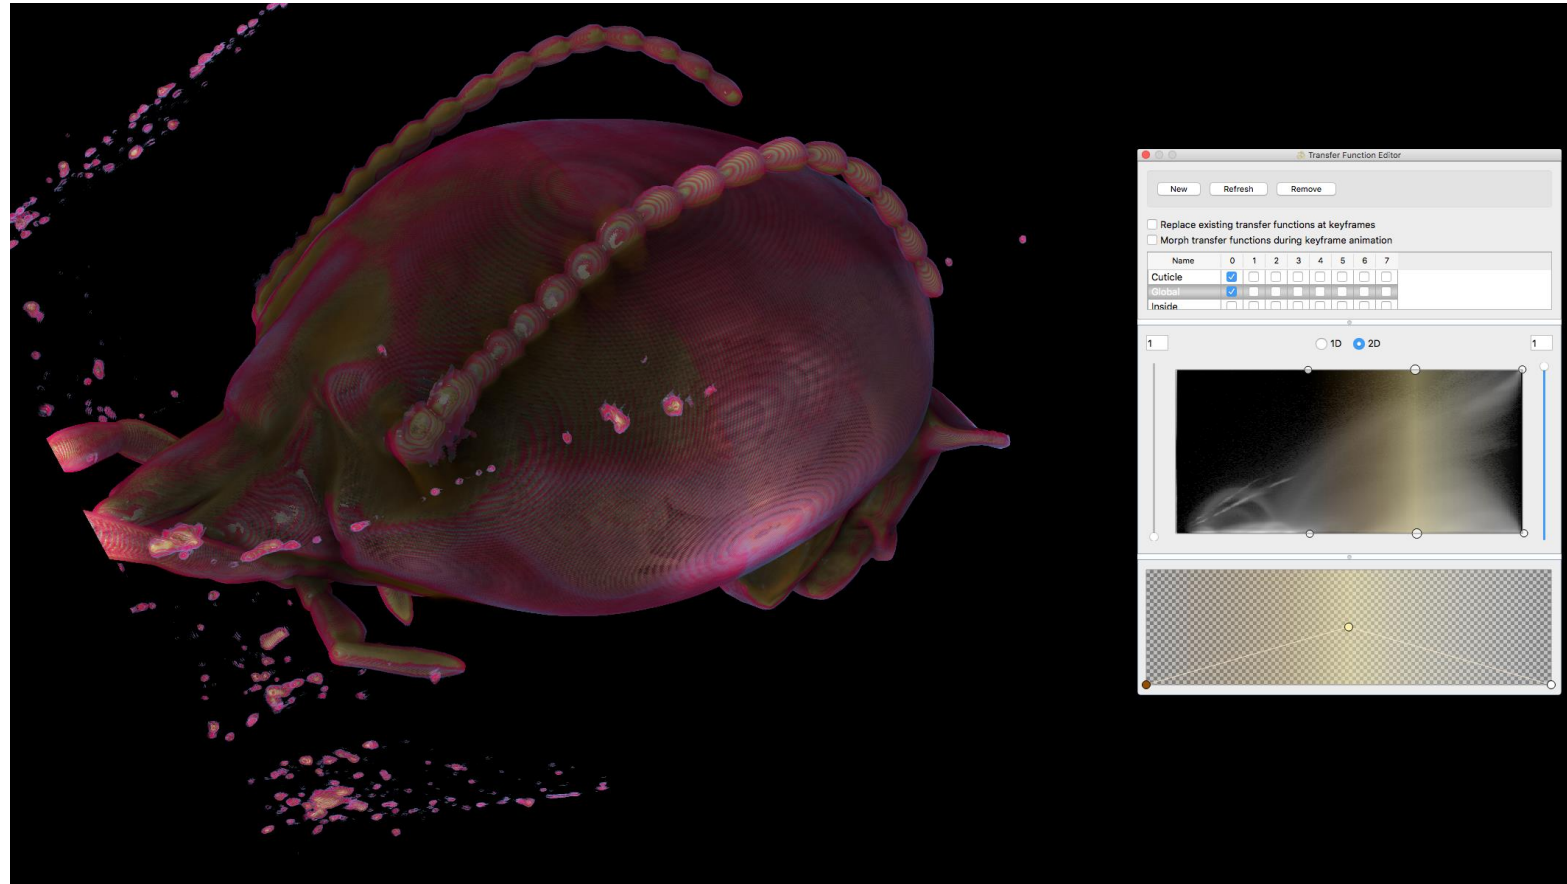 Transfer Function Editor
New Refresh Remove
Replace existing transfer functions at keyframes
Morph transfer functions during keyframe animation
Name 0 1 2 3 4 5 6 7
Cuticle
Global
Inside
1 1D 2D 1